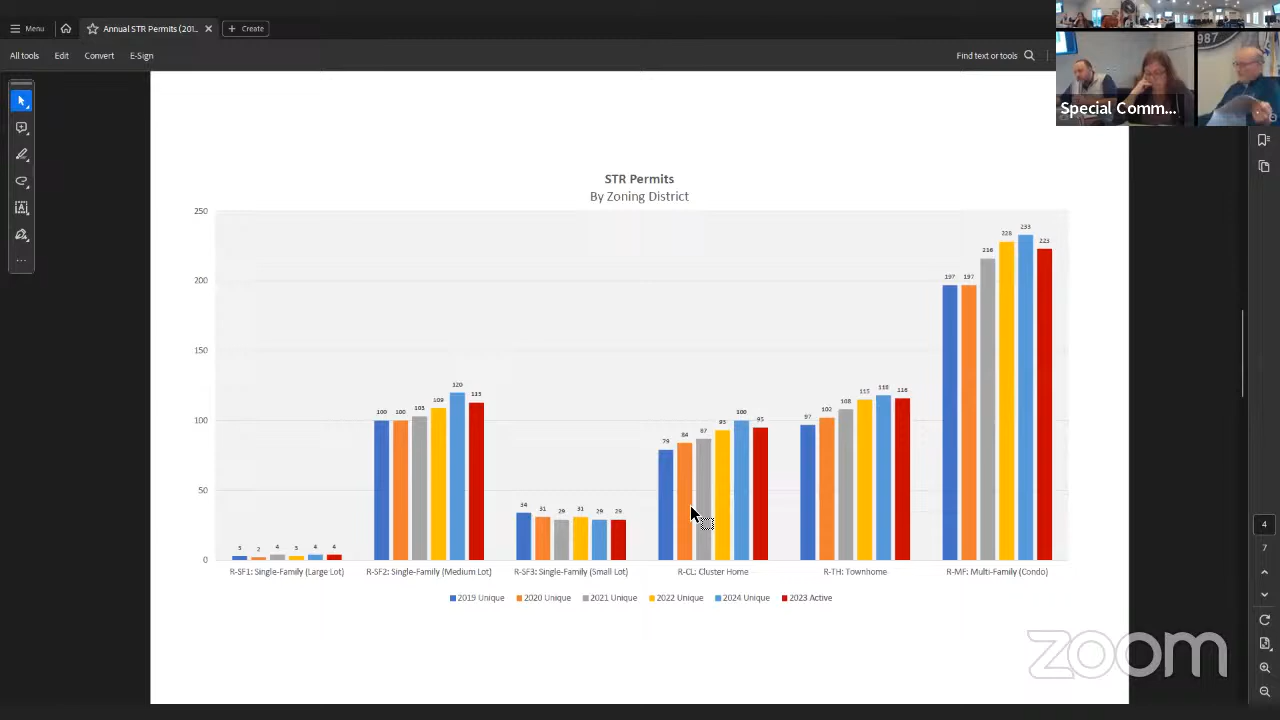 Menu
Annual STR Permits (201...
Create
All tools
Edit
Convert
E-Sign
Find text or tools
987
Special Comm...
STR Permits
By Zoning District
250
200
150
100
50
0
100 100 103 109 120 113
34 31 29 31 29 29
79 84 87 93 100 95
97 102 108 115 118 116
197 197 216 228 233 223
2 4 4 4
R-SF1: Single-Family (Large Lot)
R-SF2: Single-Family (Medium Lot)
R-SF3: Single-Family (Small Lot)
R-CL: Cluster Home
R-TH: Townhome
R-MF: Multi-Family (Condo)
2019 Unique
2020 Unique
2021 Unique
2022 Unique
2024 Unique
2023 Active
4
7
zoom